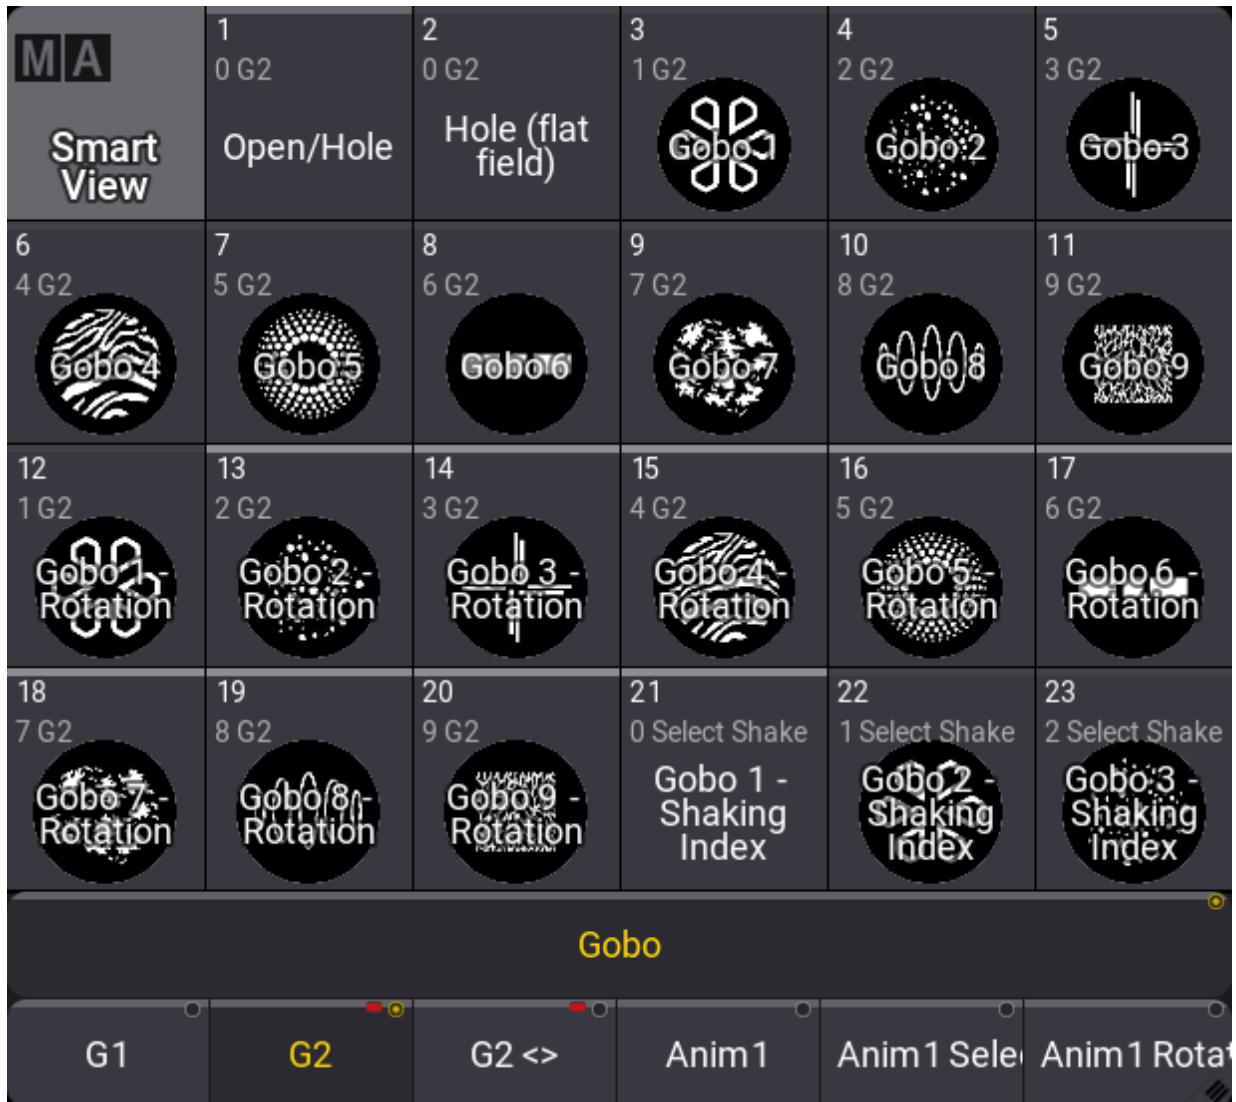 MA
Smart
View
1
0 G2
Open/Hole
2
0 G2
Hole (flat
field)
3
1 G2
Gobo 1
4
2 G2
Gobo 2
5
3 G2
Gobo 3
6
4 G2
Gobo 4
7
5 G2
Gobo 5
8
6 G2
Gobo 6
9
7 G2
Gobo 7
10
8 G2
Gobo 8
11
9 G2
Gobo 9
12
1 G2
Gobo 1 -
Rotation
13
2 G2
Gobo 2 -
Rotation
14
3 G2
Gobo 3 -
Rotation
15
4 G2
Gobo 4 -
Rotation
16
5 G2
Gobo 5 -
Rotation
17
6 G2
Gobo 6 -
Rotation
18
7 G2
Gobo 7 -
Rotation
19
8 G2
Gobo 8 -
Rotation
20
9 G2
Gobo 9 -
Rotation
21
0 Select Shake
Gobo 1 -
Shaking
Index
22
1 Select Shake
Gobo 2 -
Shaking
Index
23
2 Select Shake
Gobo 3 -
Shaking
Index
Gobo
G1
G2
G2 <>
Anim1
Anim1 Sele
Anim1 Rota